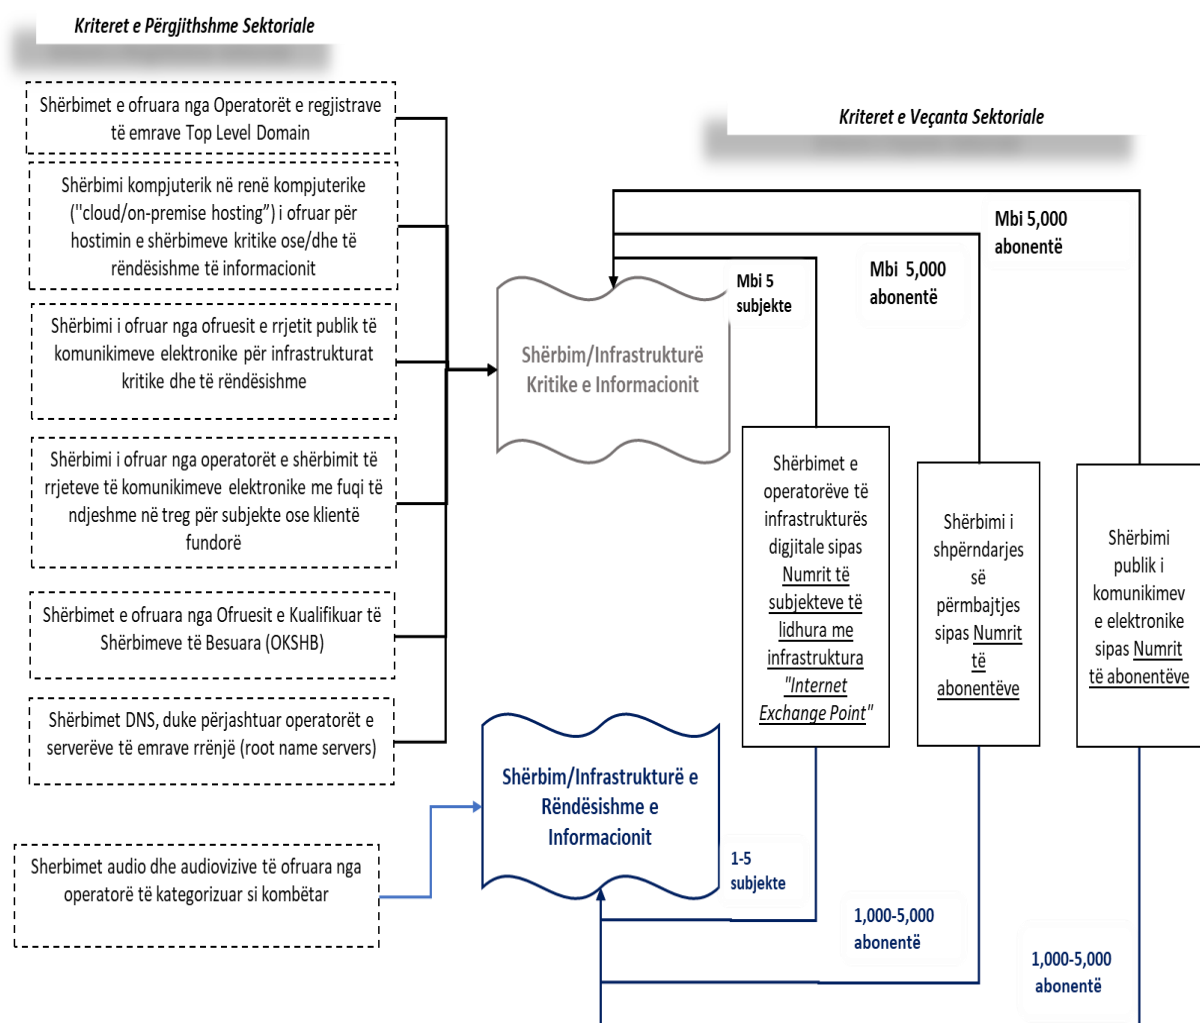 Kriteret e Përgjithshme Sektoriale
Shërbimet e ofruara nga Operatorët e regjistrave
të emrave Top Level Domain
Shërbimi kompjuterik në renë kompjuterike
("cloud/on-premise hosting”) i ofruar për
hostimin e shërbimeve kritike ose/dhe të
rëndësishme të informacionit
Shërbimi i ofruar nga ofruesit e rrjetit publik të
komunikimeve elektronike për infrastrukturat
kritike dhe të rëndësishme
Shërbimi i ofruar nga operatorët e shërbimit të
rrjeteve të komunikimeve elektronike me fuqi të
ndjeshme në treg për subjekte ose klientë
fundorë
Shërbimet e ofruara nga Ofruesit e Kualifikuar të
Shërbimeve të Besuara (OKSHB)
Shërbimet DNS, duke përjashtuar operatorët e
serverëve të emrave rrënjë (root name servers)
Sherbimet audio dhe audiovizive të ofruara nga
operatorë të kategorizuar si kombëtar
Kriteret e Veçanta Sektoriale
Mbi 5,000
abonentë
Mbi 5,000
abonentë
Mbi 5
subjekte
Shërbim/Infrastrukturë
Kritike e Informacionit
Shërbimet e
operatorëve të
infrastrukturës
digjitale sipas
Numrit të
subjekteve të
lidhura me
infrastruktura
"Internet
Exchange Point"
Shërbimi i
shpërndarjes
së
përmbajtjes
sipas Numrit
të
abonentëve
Shërbimi
publik i
komunikimev
e elektronike
sipas Numrit
të abonentëve
Shërbim/Infrastrukturë e
Rëndësishme e
Informacionit
1-5
subjekte
1,000-5,000
abonentë
1,000-5,000
abonentë